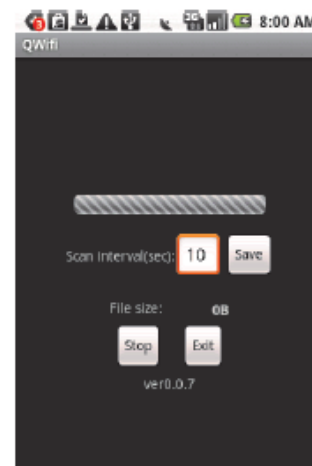 8:00 AM
QWifi
Scan interval(sec): 10 Save
File size: 0B
Stop Exit
ver0.0.7